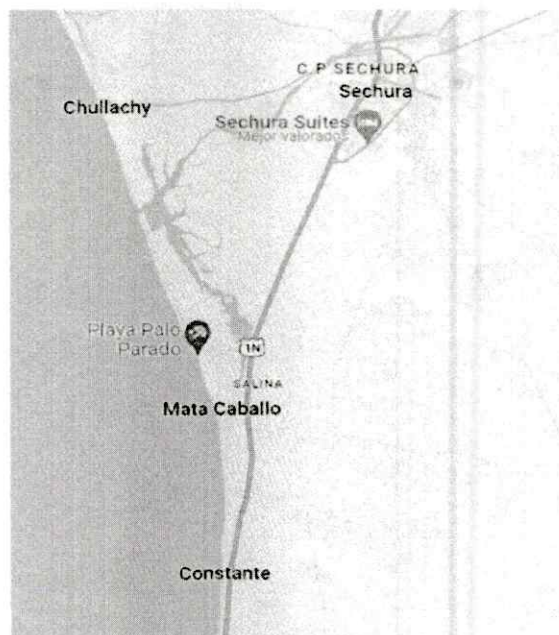 C.P SECHURA
Sechura
Chullachy
Sechura Suites
Mejor valorados
Playa Palo
Parado
1N
SALINA
Mata Caballo
Constante